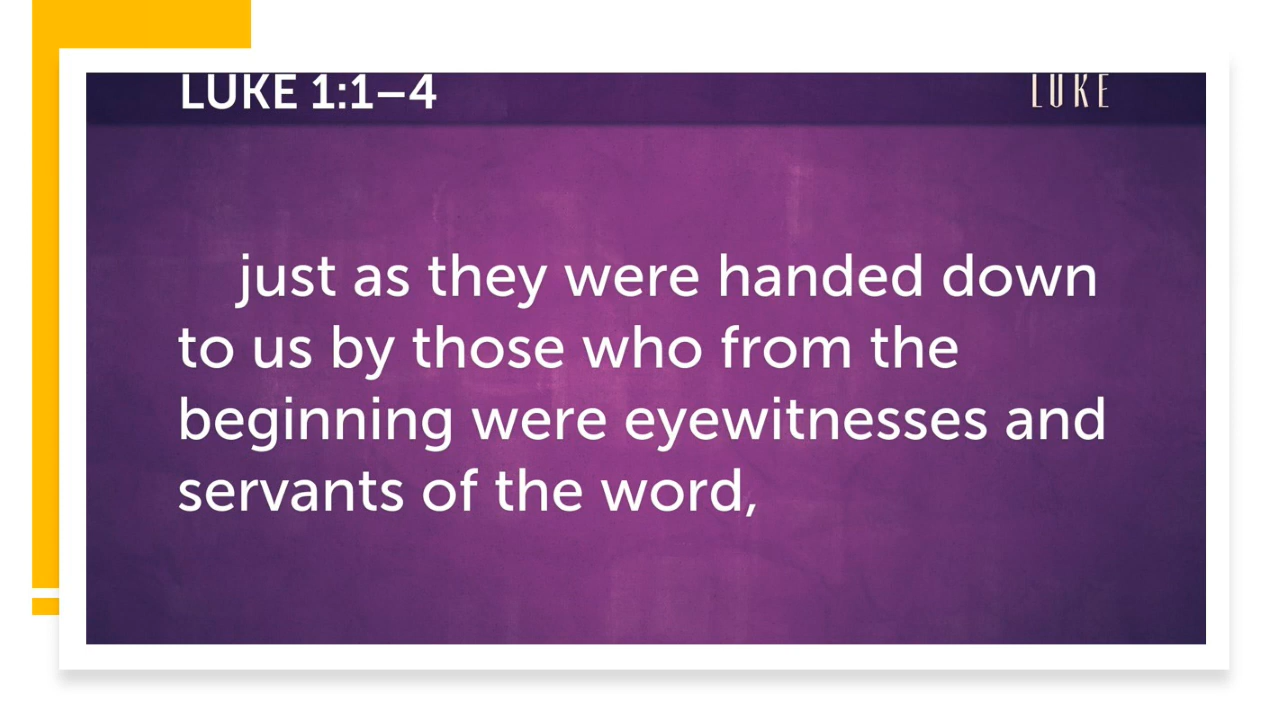 LUKE 1:1–4
LUKE
just as they were handed down
to us by those who from the
beginning were eyewitnesses and
servants of the word,